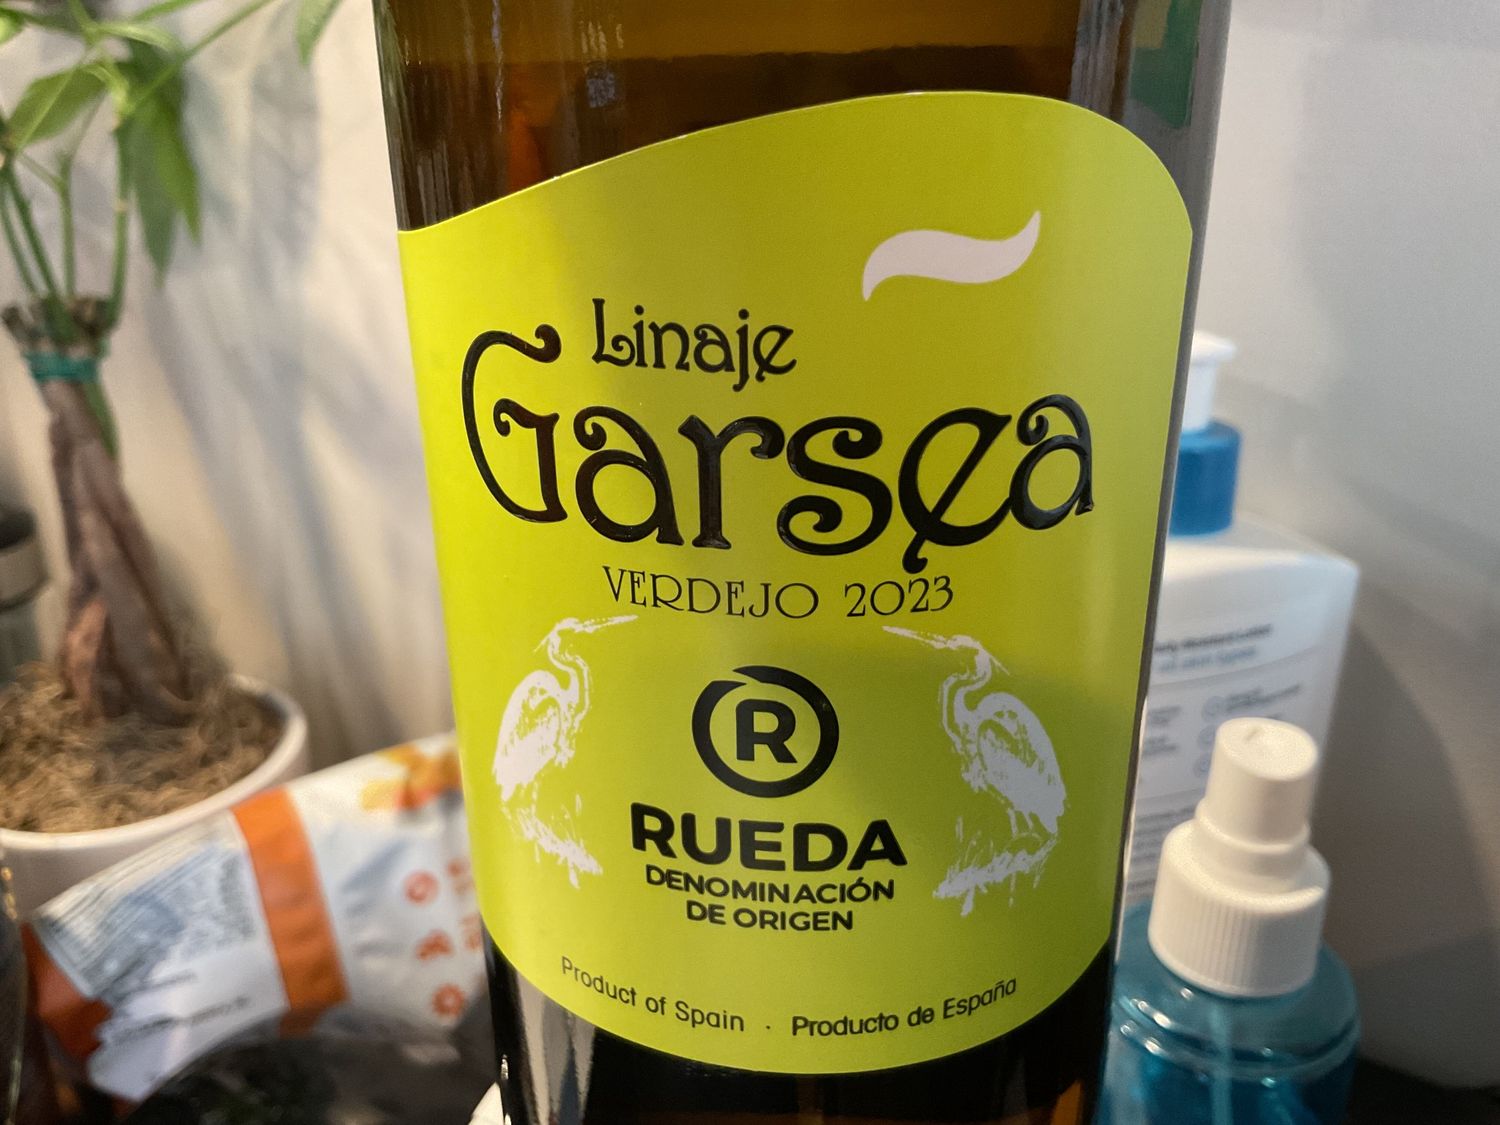 Linaje
Garsea
VERDEJO 2023
R
RUEDA
DENOMINACIÓN
DE ORIGEN
Product of Spain · Producto de España